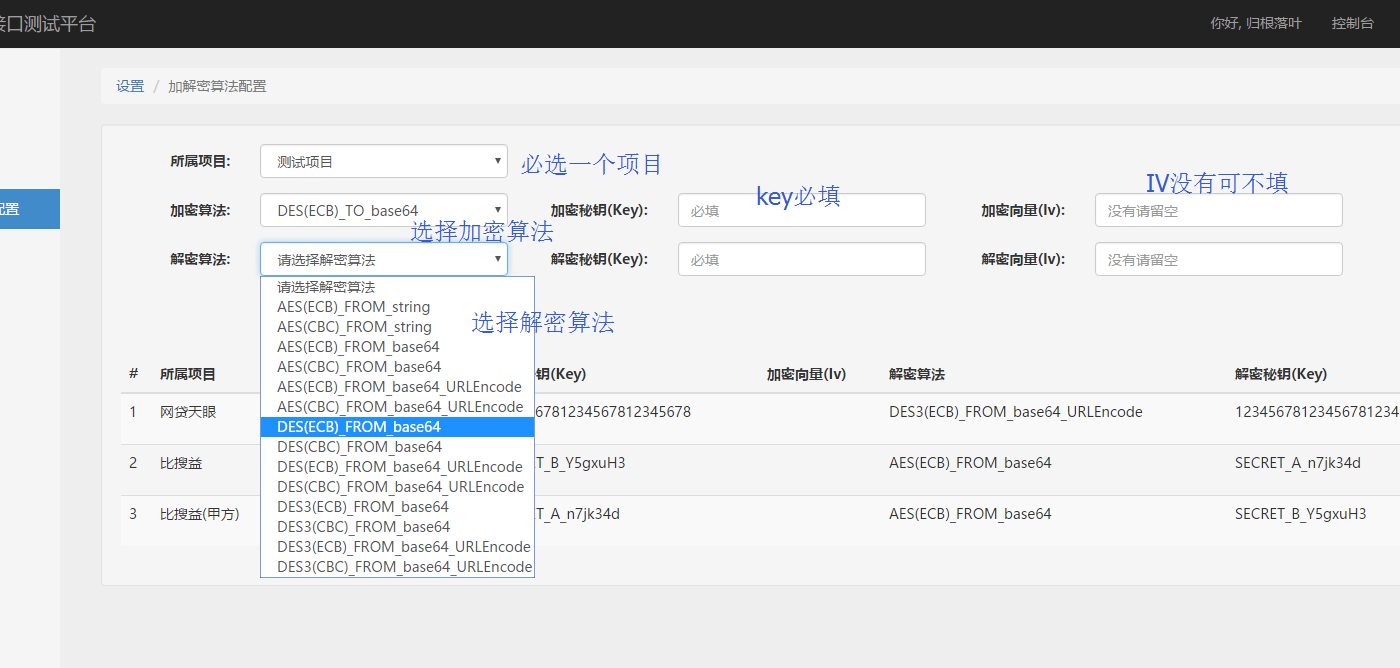 接口测试平台 你好, 归根落叶 控制台
设置 / 加解密算法配置
所属项目: 测试项目 必选一个项目
配置
key必填 IV没有可不填
加密算法: DES(ECB)_TO_base64 加密秘钥(Key): 必填 加密向量(Iv): 没有请留空
选择加密算法
解密算法: 请选择解密算法 解密秘钥(Key): 必填 解密向量(Iv): 没有请留空
请选择解密算法
AES(ECB)_FROM_string
AES(CBC)_FROM_string
选择解密算法
AES(ECB)_FROM_base64
AES(CBC)_FROM_base64
AES(ECB)_FROM_base64_URLEncode
AES(CBC)_FROM_base64_URLEncode
DES(ECB)_FROM_base64
DES(CBC)_FROM_base64
DES(ECB)_FROM_base64_URLEncode
DES(CBC)_FROM_base64_URLEncode
DES3(ECB)_FROM_base64
DES3(CBC)_FROM_base64
DES3(ECB)_FROM_base64_URLEncode
DES3(CBC)_FROM_base64_URLEncode
# 所属项目 钥(Key) 加密向量(Iv) 解密算法 解密秘钥(Key)
1 网贷天眼 6781234567812345678 DES3(ECB)_FROM_base64_URLEncode 12345678123456781234
2 比搜益 T_B_Y5gxuH3 AES(ECB)_FROM_base64 SECRET_A_n7jk34d
3 比搜益(甲方) T_A_n7jk34d AES(ECB)_FROM_base64 SECRET_B_Y5gxuH3